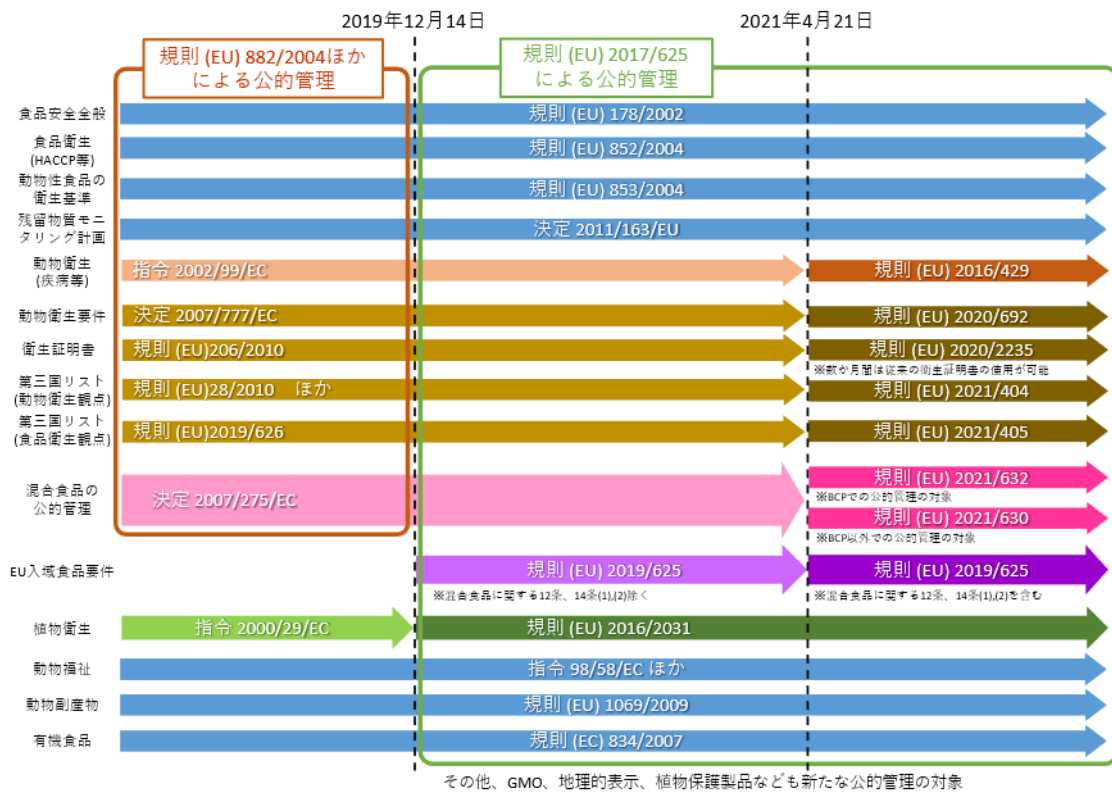 2019年12月14日
2021年4月21日
規則 (EU) 882/2004ほか
による公的管理
規則 (EU) 2017/625
による公的管理
食品安全全般
規則 (EU) 178/2002
食品衛生
(HACCP等)
規則 (EU) 852/2004
動物性食品の
衛生基準
規則 (EU) 853/2004
残留物質モニ
タリング計画
決定 2011/163/EU
動物衛生
(疾病等)
指令 2002/99/EC
規則 (EU) 2016/429
動物衛生要件
決定 2007/777/EC
規則 (EU) 2020/692
衛生証明書
規則 (EU)206/2010
規則 (EU) 2020/2235
※数か月間は従来の衛生証明書の使用が可能
第三国リスト
(動物衛生観点)
規則 (EU)28/2010 ほか
規則 (EU) 2021/404
第三国リスト
(食品衛生観点)
規則 (EU)2019/626
規則 (EU) 2021/405
混合食品の
公的管理
決定 2007/275/EC
規則 (EU) 2021/632
※BCPでの公的管理の対象
規則 (EU) 2021/630
※BCP以外での公的管理の対象
EU入域食品要件
規則 (EU) 2019/625
※混合食品に関する12条、14条(1),(2)除く
規則 (EU) 2019/625
※混合食品に関する12条、14条(1),(2)を含む
植物衛生
指令 2000/29/EC
規則 (EU) 2016/2031
動物福祉
指令 98/58/EC ほか
動物副産物
規則 (EU) 1069/2009
有機食品
規則 (EC) 834/2007
その他、GMO、地理的表示、植物保護製品なども新たな公的管理の対象